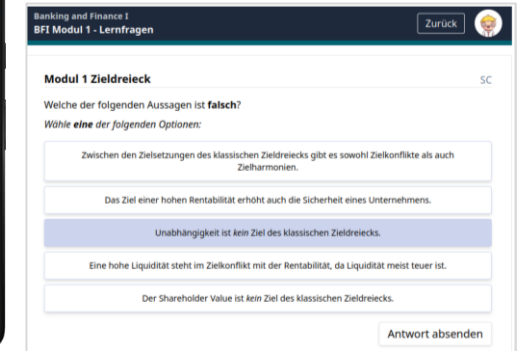 Banking and Finance I
BFI Modul 1 - Lernfragen
Zurück
Modul 1 Zieldreieck
SC
Welche der folgenden Aussagen ist falsch?
Wähle eine der folgenden Optionen:
Zwischen den Zielsetzungen des klassischen Zieldreiecks gibt es sowohl Zielkonflikte als auch
Zielharmonien.
Das Ziel einer hohen Rentabilität erhöht auch die Sicherheit eines Unternehmens.
Unabhängigkeit ist kein Ziel des klassischen Zieldreiecks.
Eine hohe Liquidität steht im Zielkonflikt mit der Rentabilität, da Liquidität meist teuer ist.
Der Shareholder Value ist kein Ziel des klassischen Zieldreiecks.
Antwort absenden